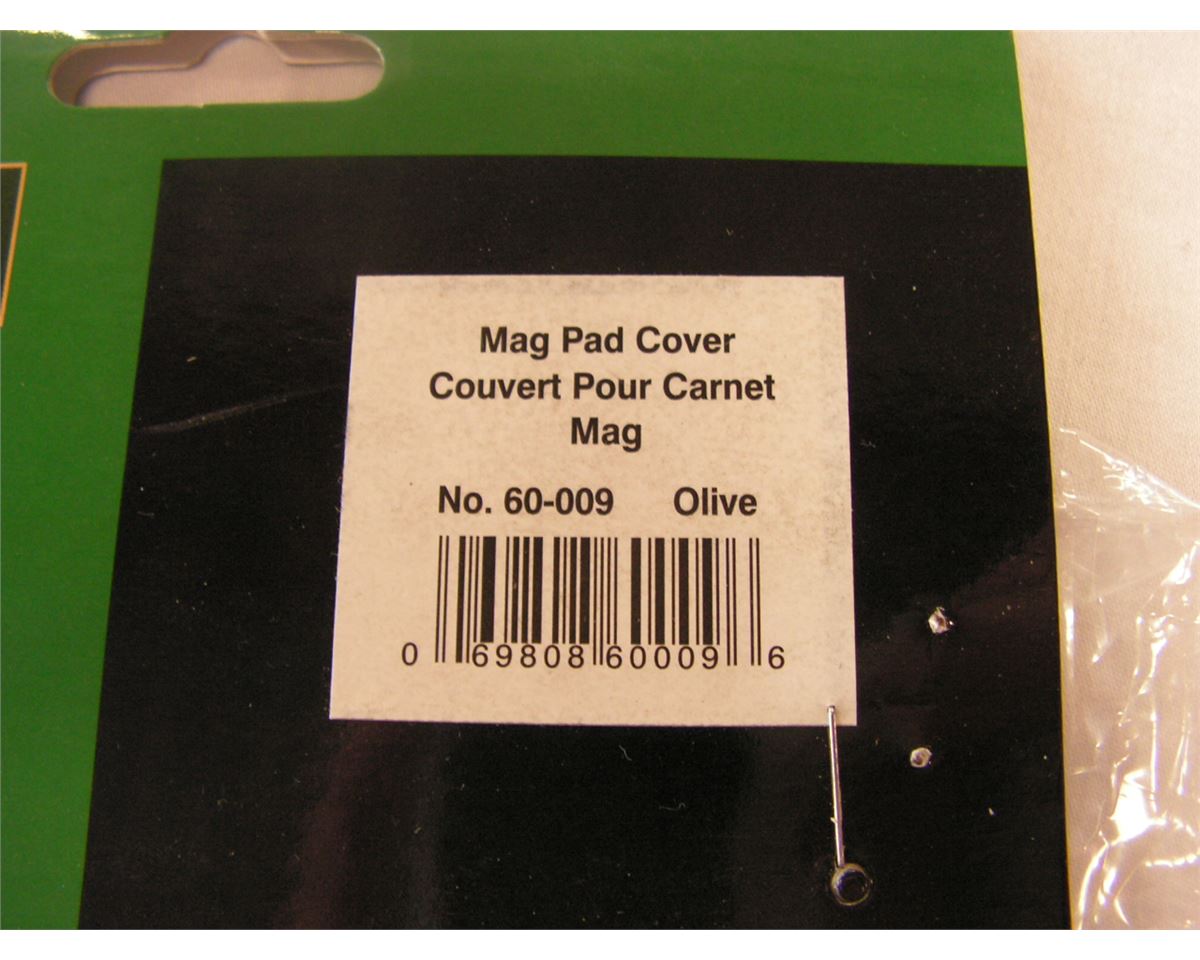 Mag Pad Cover
Couvert Pour Carnet
Mag
No. 60-009 Olive
0 69808 60009 6